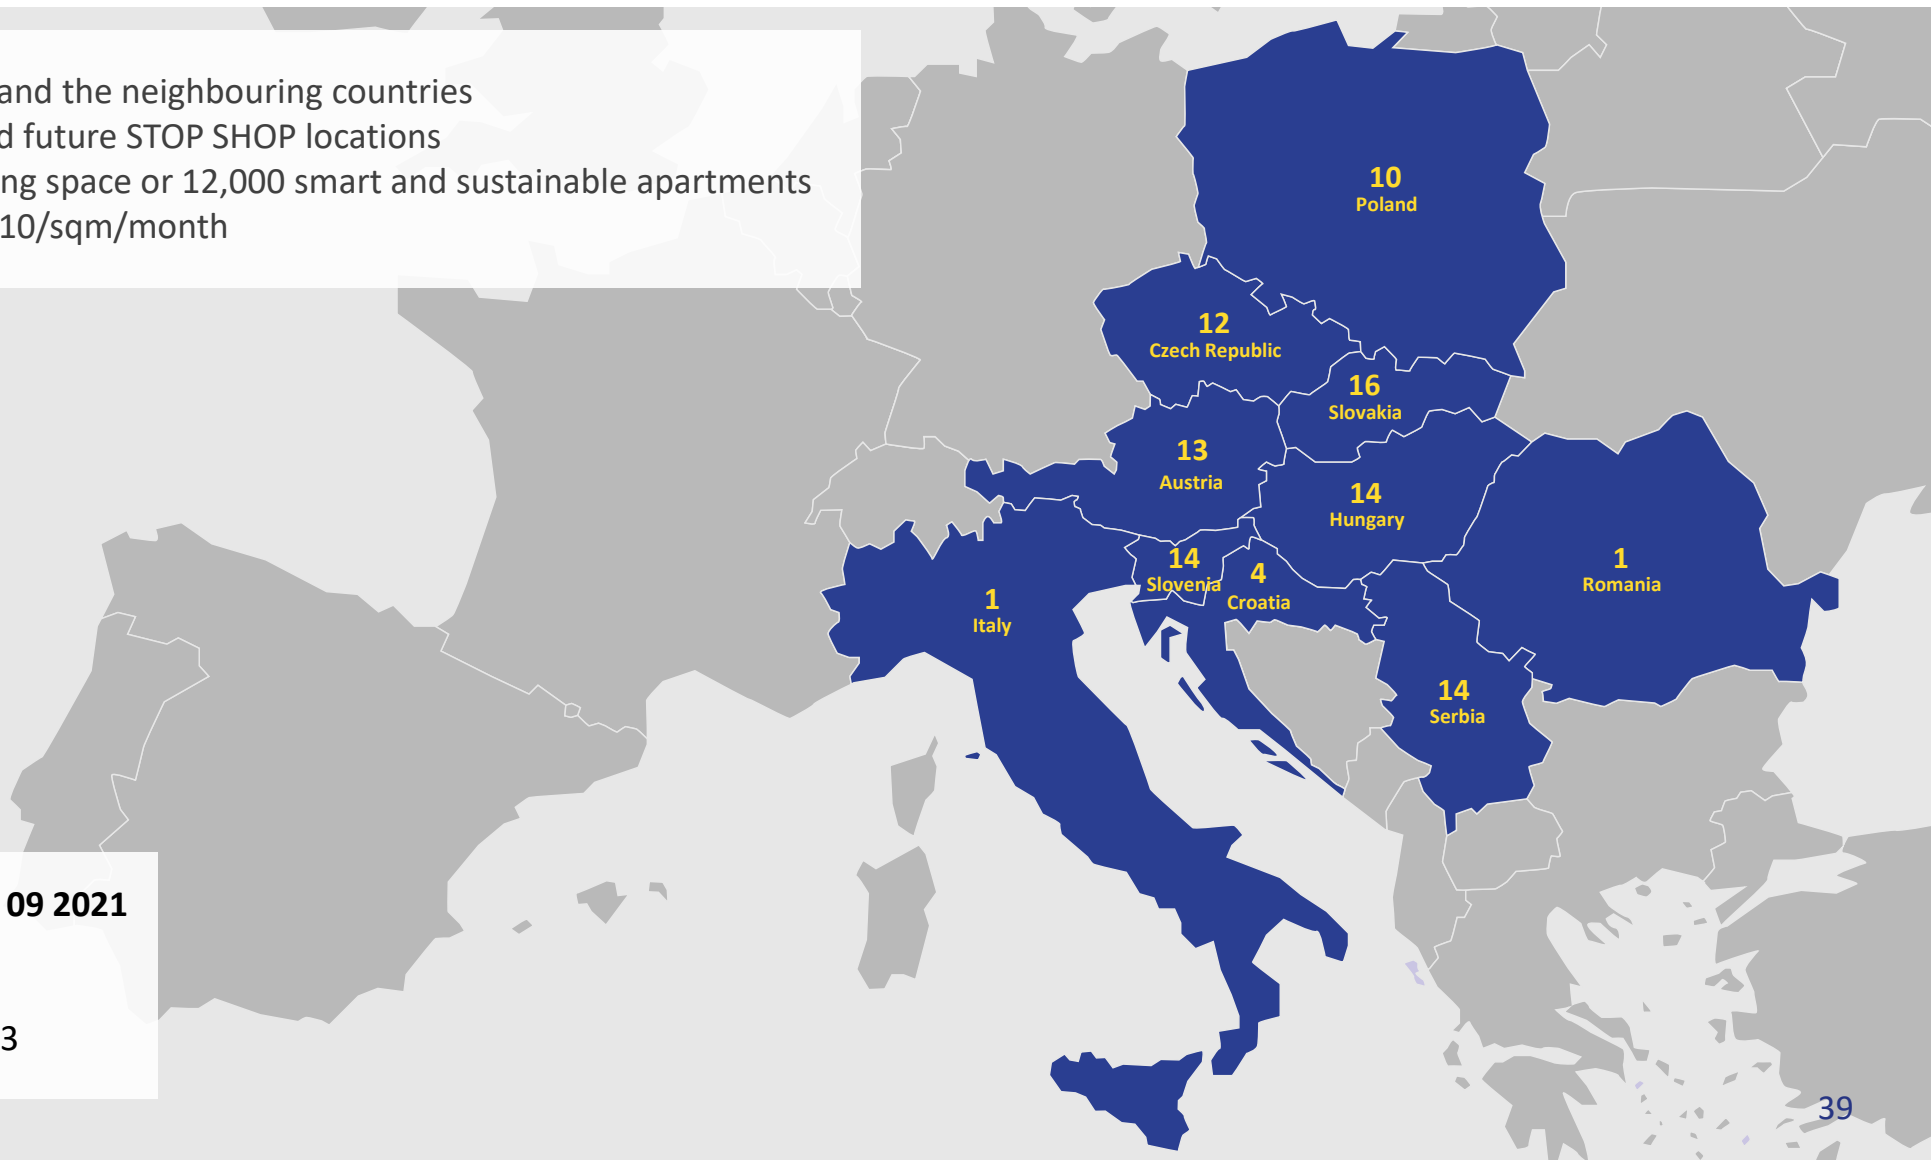 and the neighbouring countries
future STOP SHOP locations
space or 12,000 smart and sustainable apartments
10/sqm/month
10
Poland
12
Czech Republic
16
Slovakia
13
Austria
14
Hungary
14
Slovenia
4
Croatia
1
Romania
1
Italy
14
Serbia
09 2021
3
39